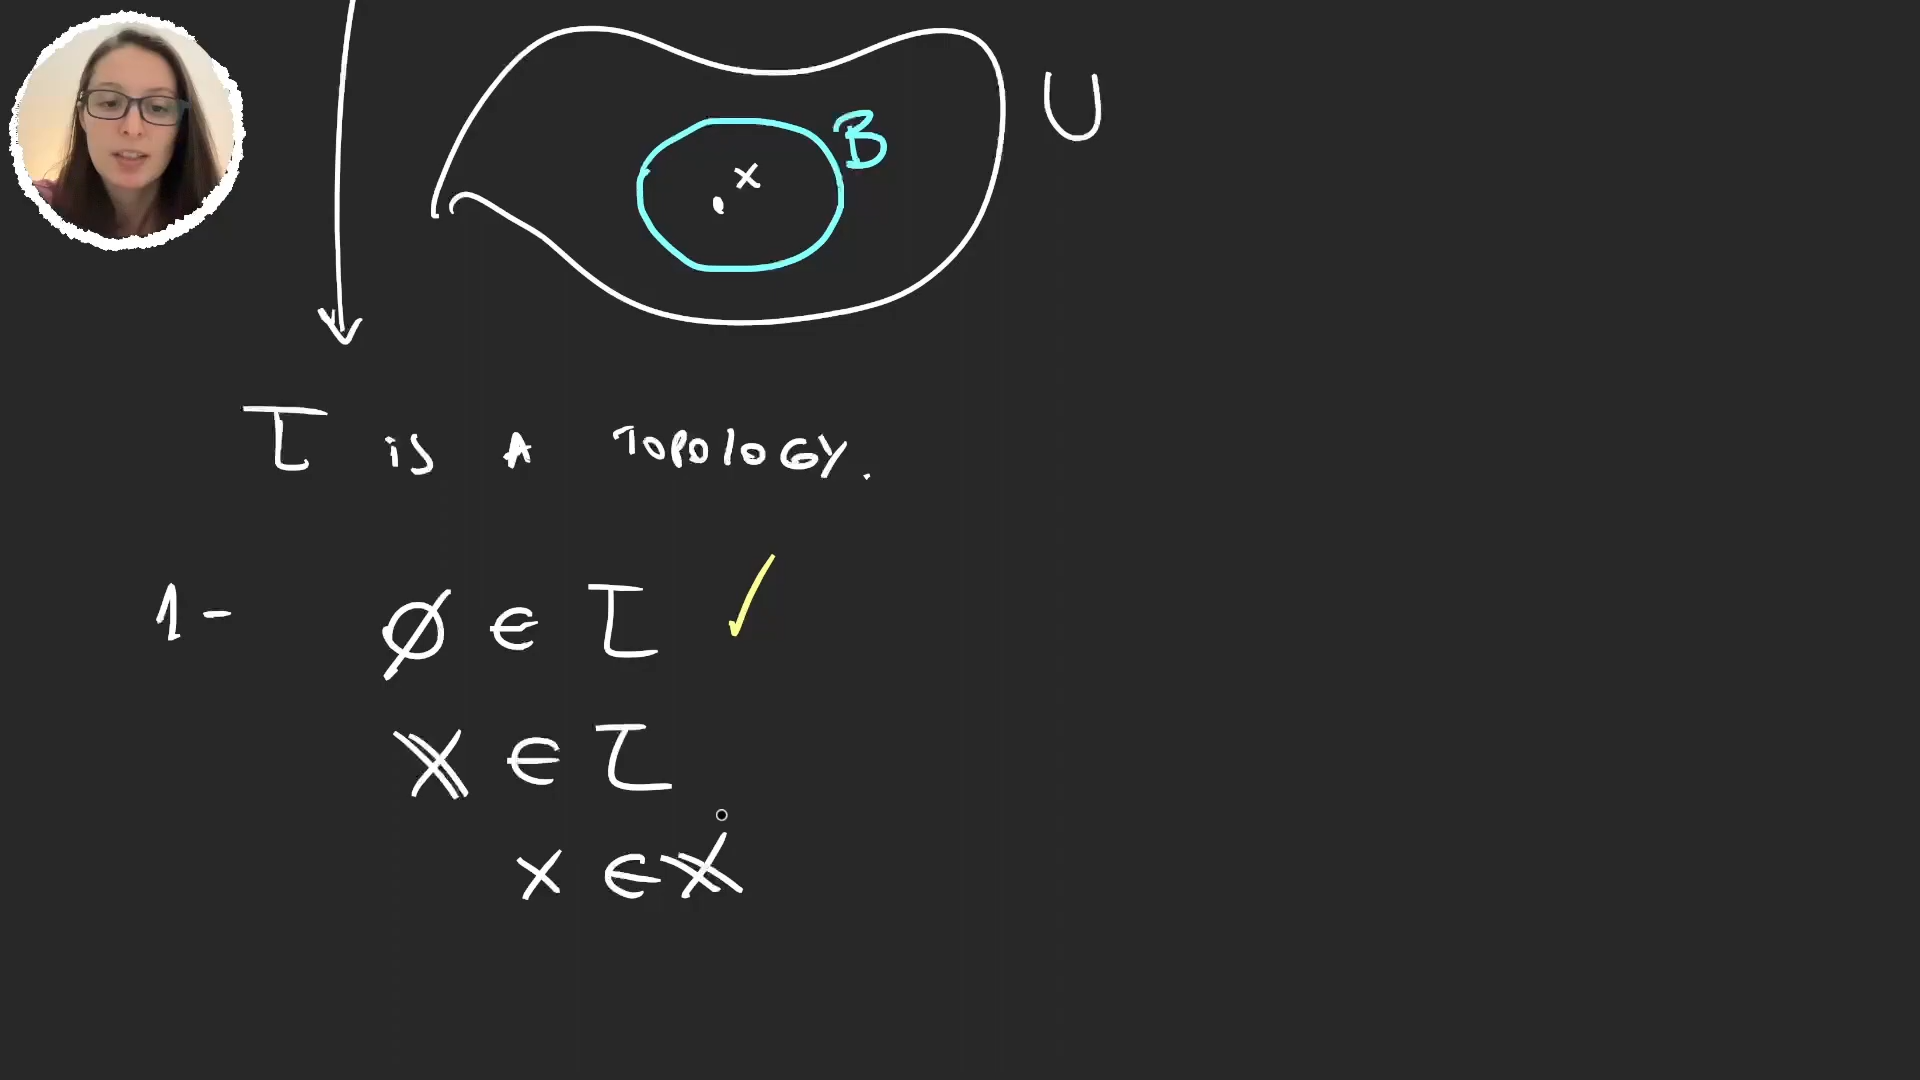 U
B
x
τ is A TOPOLOGY.
1- ∅ ∈ τ ✓
𝕏 ∈ τ
x ∈ 𝕏